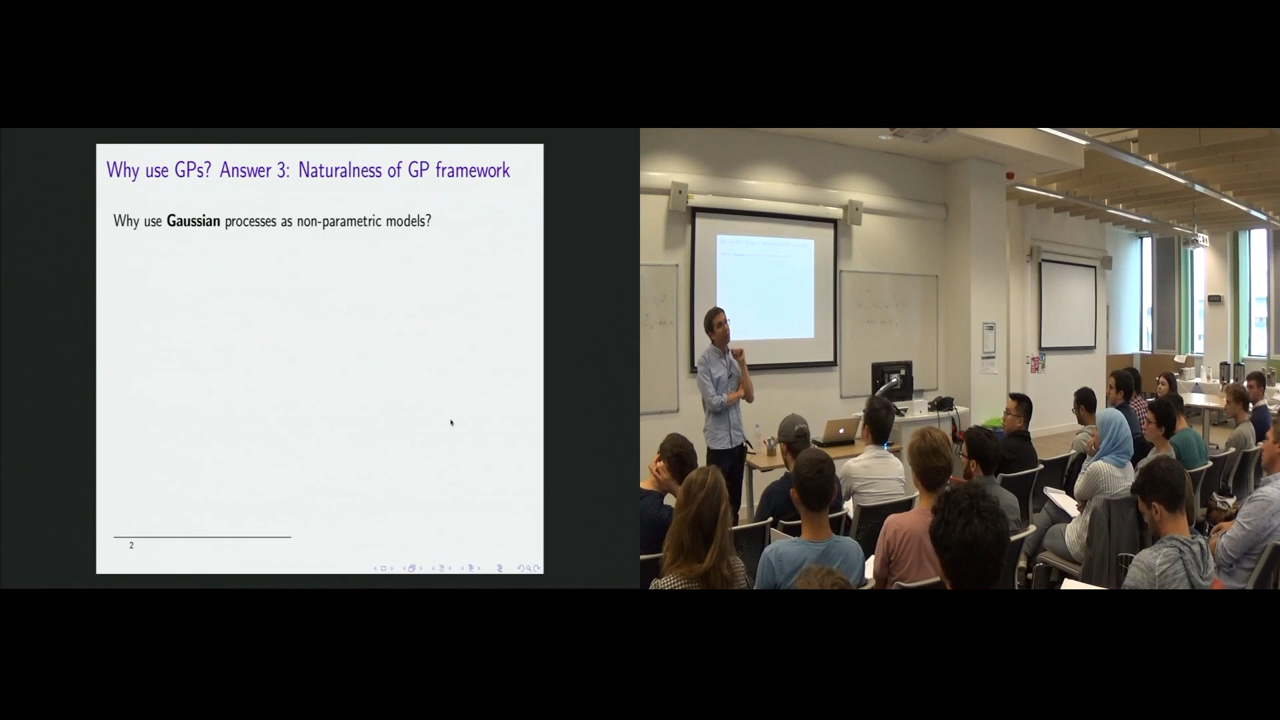 Why use GPs? Answer 3: Naturalness of GP framework
Why use Gaussian processes as non-parametric models?
2